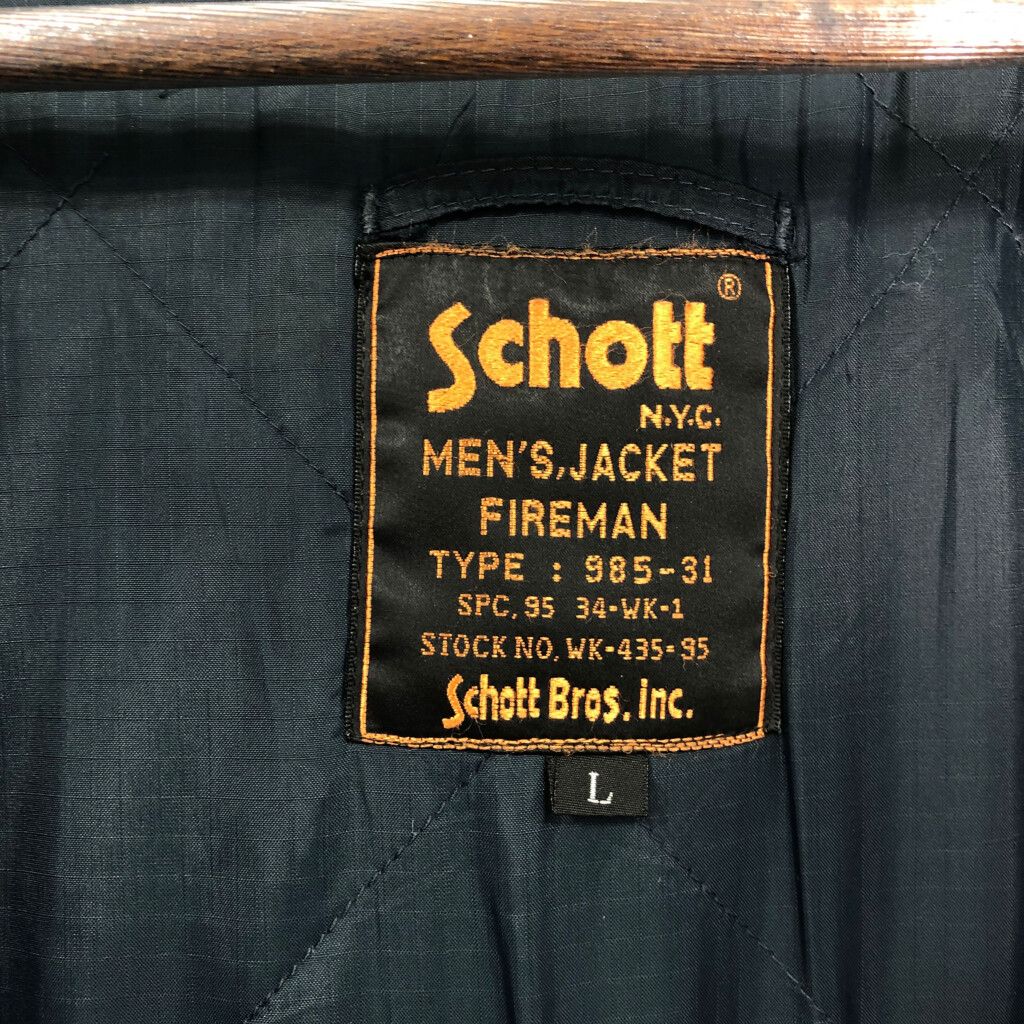 Schott ®
N.Y.C.
MEN'S, JACKET
FIREMAN
TYPE : 985-31
SPC, 95 34-WK-1
STOCK NO, WK-435-95
Schott Bros. inc.
L